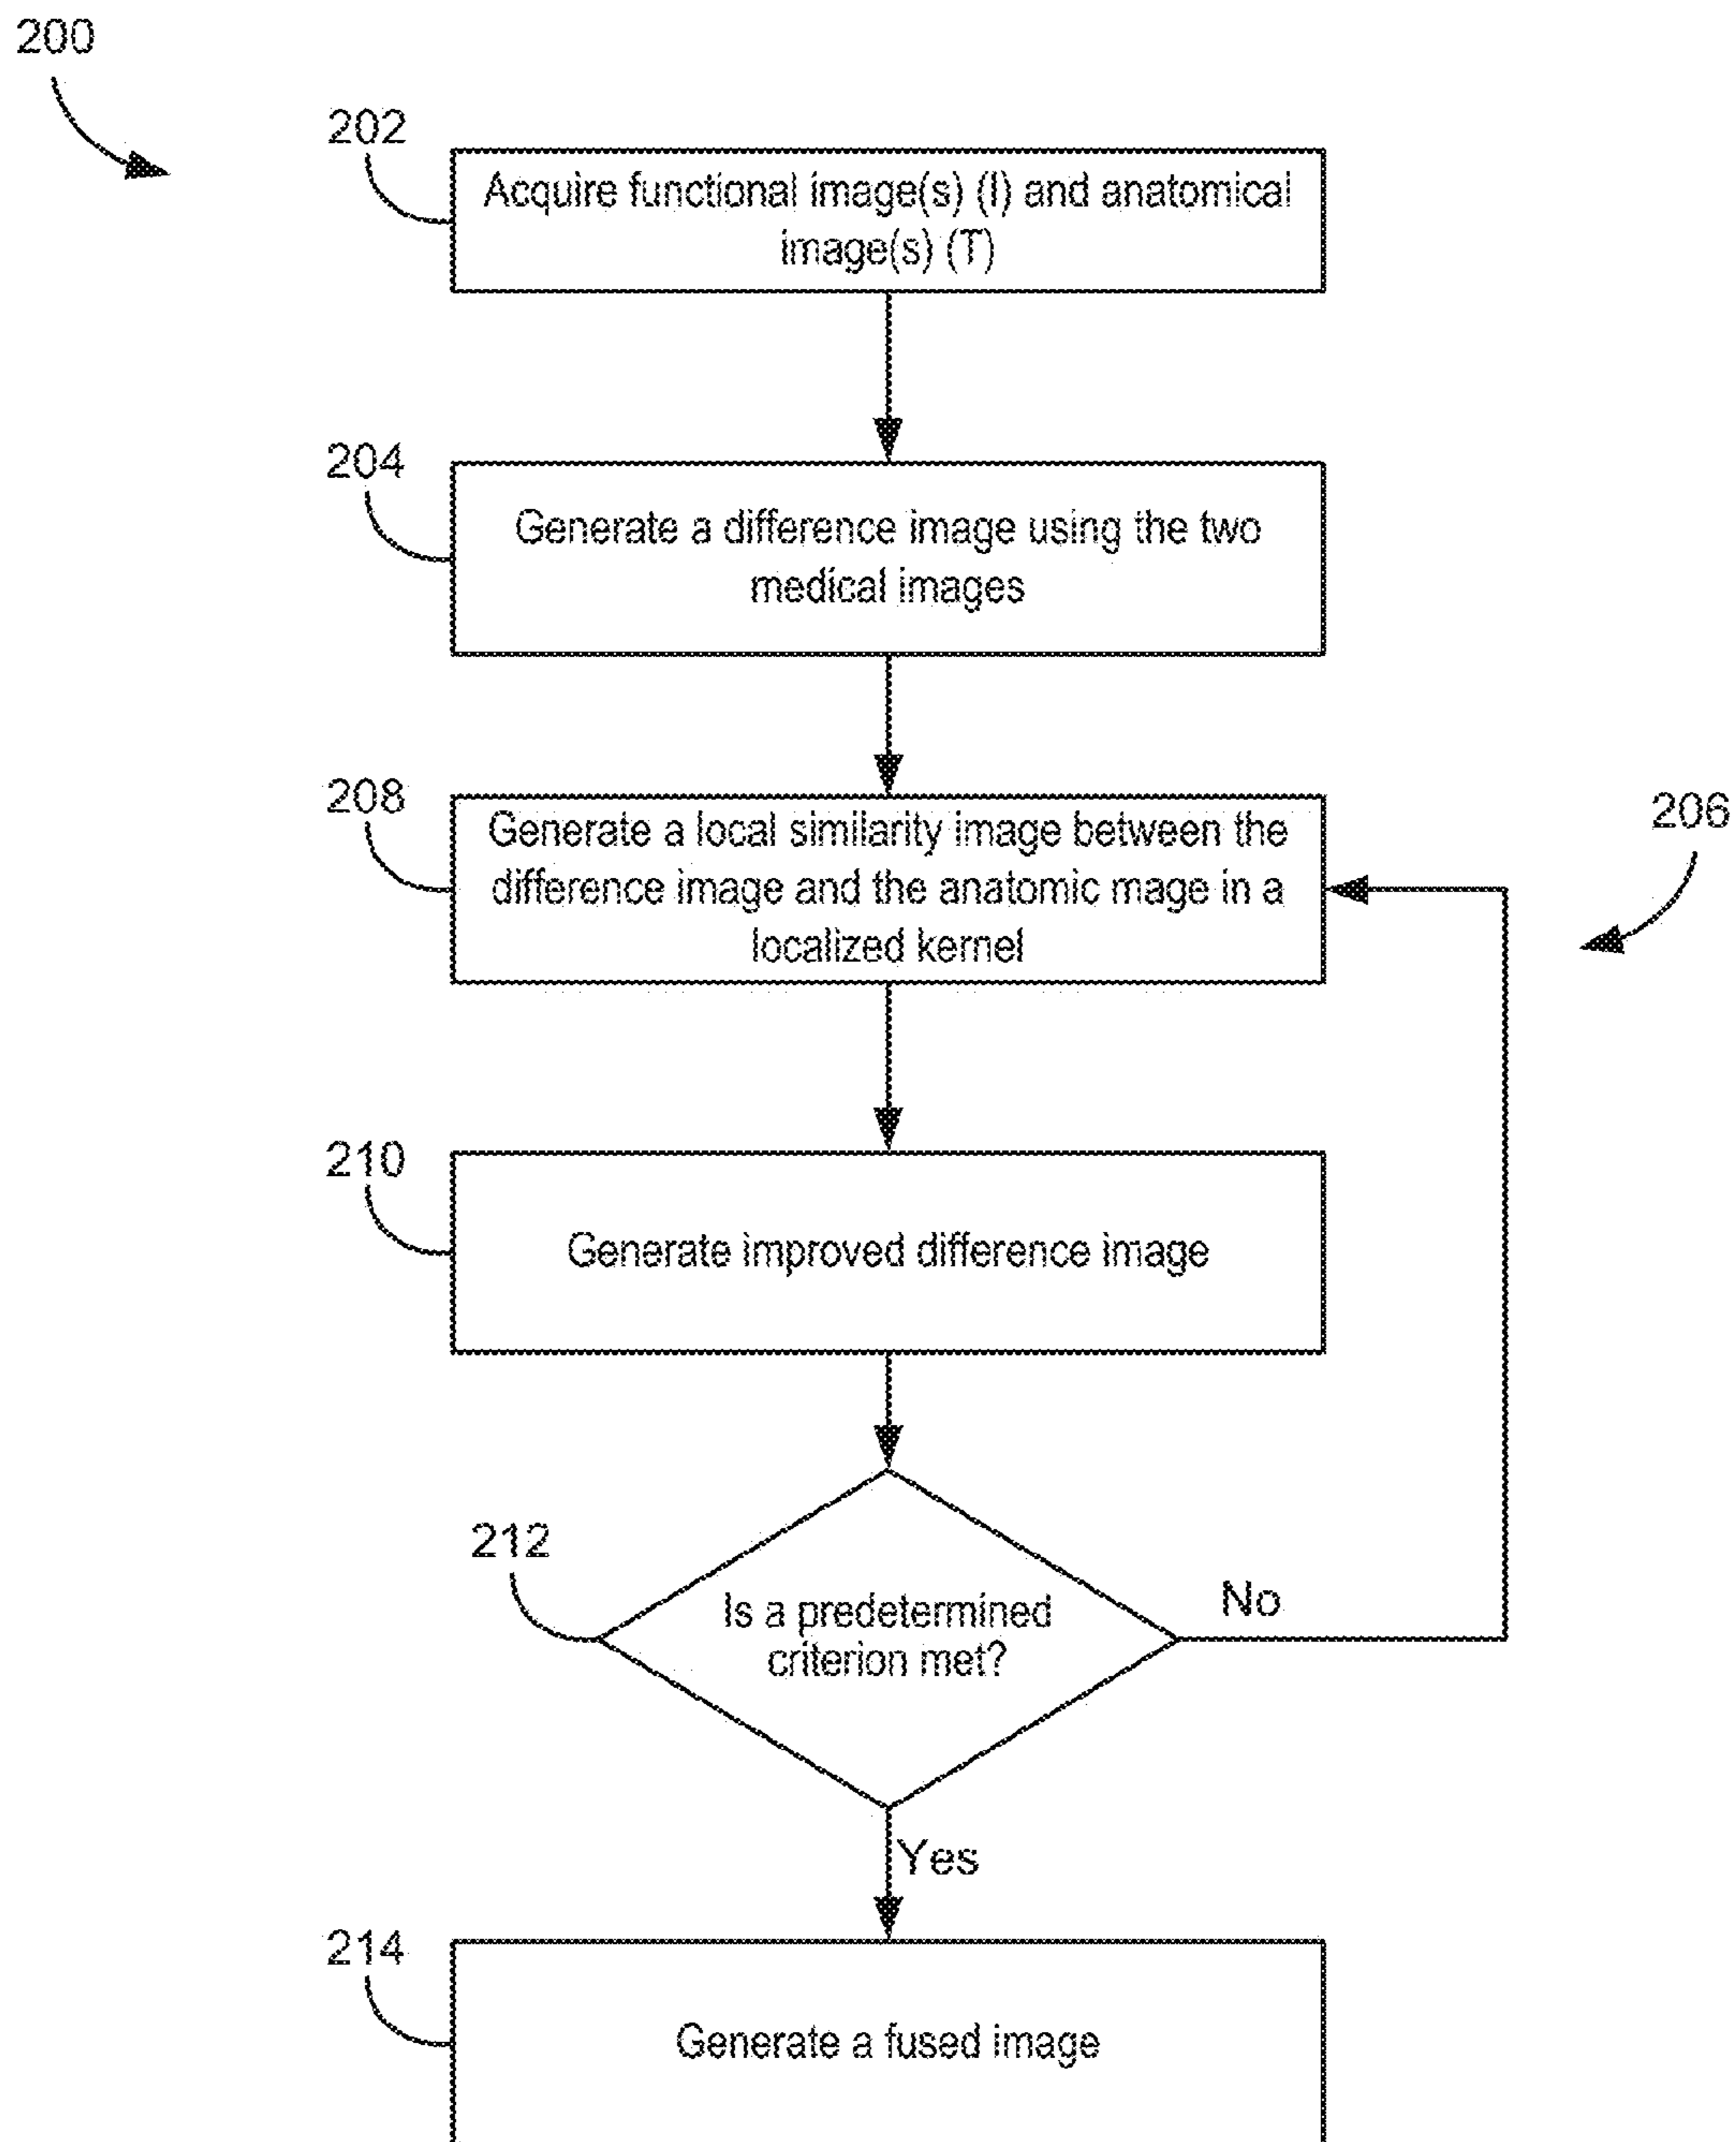 200
202
Acquire functional image(s) (I) and anatomical
image(s) (T)
204
Generate a difference image using the two
medical images
208
Generate a local similarity image between the
difference image and the anatomic mage in a
localized kernel
206
210
Generate improved difference image
212
Is a predetermined
criterion met?
No
Yes
214
Generate a fused image